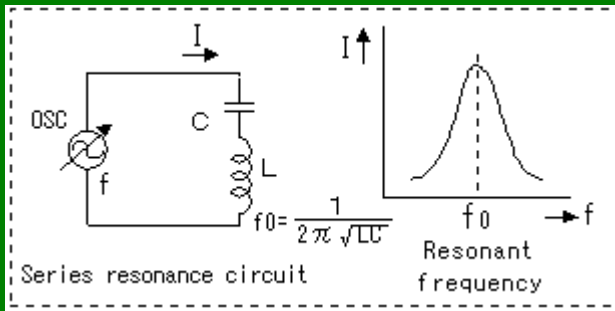 I
OSC
f
C
L
f0= 1 / 2π √LC
Series resonance circuit
I
f0
f
Resonant
frequency